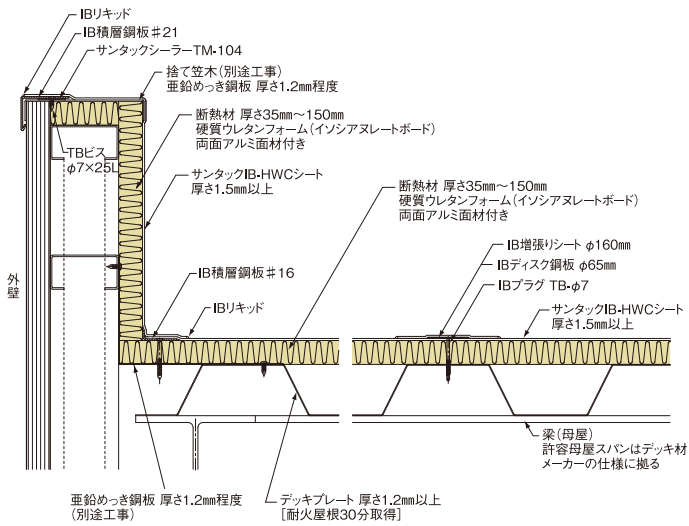 IBリキッド
IB積層鋼板♯21
サンタックシーラーTM-104
捨て笠木(別途工事)
亜鉛めっき鋼板 厚さ1.2mm程度
断熱材 厚さ35mm〜150mm
硬質ウレタンフォーム(イソシアヌレートボード)
両面アルミ面材付き
TBビス
φ7×25L
サンタックIB-HWCシート
厚さ1.5mm以上
断熱材 厚さ35mm〜150mm
硬質ウレタンフォーム(イソシアヌレートボード)
両面アルミ面材付き
IB増張りシート φ160mm
IBディスク鋼板 φ65mm
IBプラグ TB-φ7
外壁
IB積層鋼板♯16
IBリキッド
サンタックIB-HWCシート
厚さ1.5mm以上
梁(母屋)
許容母屋スパンはデッキ材
メーカーの仕様に拠る
亜鉛めっき鋼板 厚さ1.2mm程度
(別途工事)
デッキプレート 厚さ1.2mm以上
[耐火屋根30分取得]